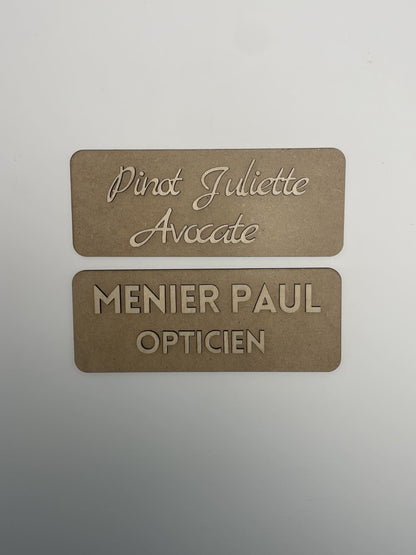 Pinot Juliette
Avocate
MENIER PAUL
OPTICIEN